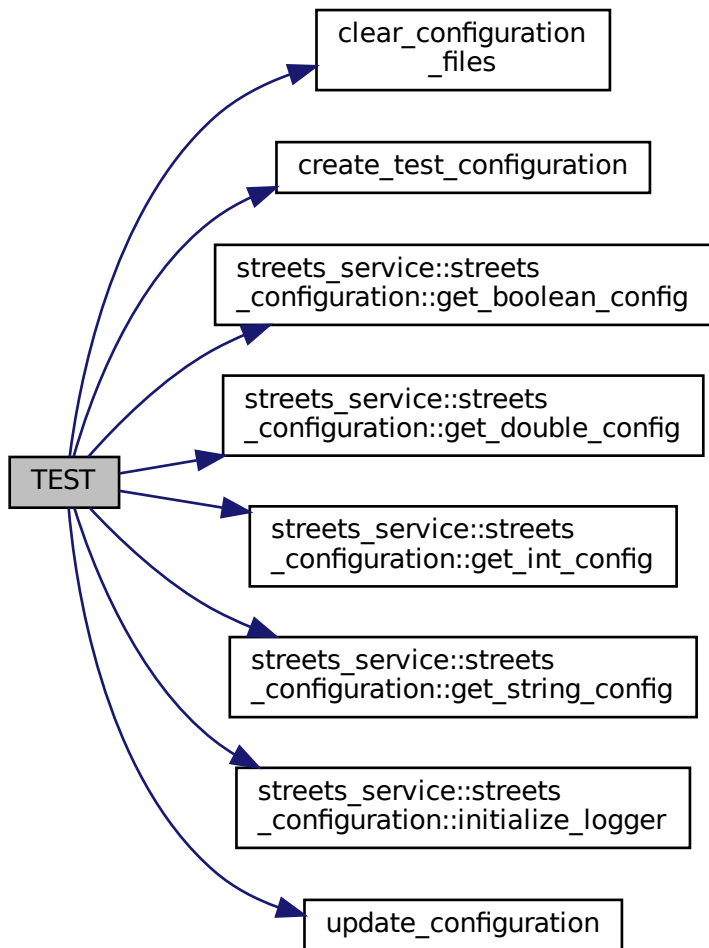 clear_configuration
_files
create_test_configuration
streets_service::streets
_configuration::get_boolean_config
streets_service::streets
_configuration::get_double_config
TEST
streets_service::streets
_configuration::get_int_config
streets_service::streets
_configuration::get_string_config
streets_service::streets
_configuration::initialize_logger
update_configuration